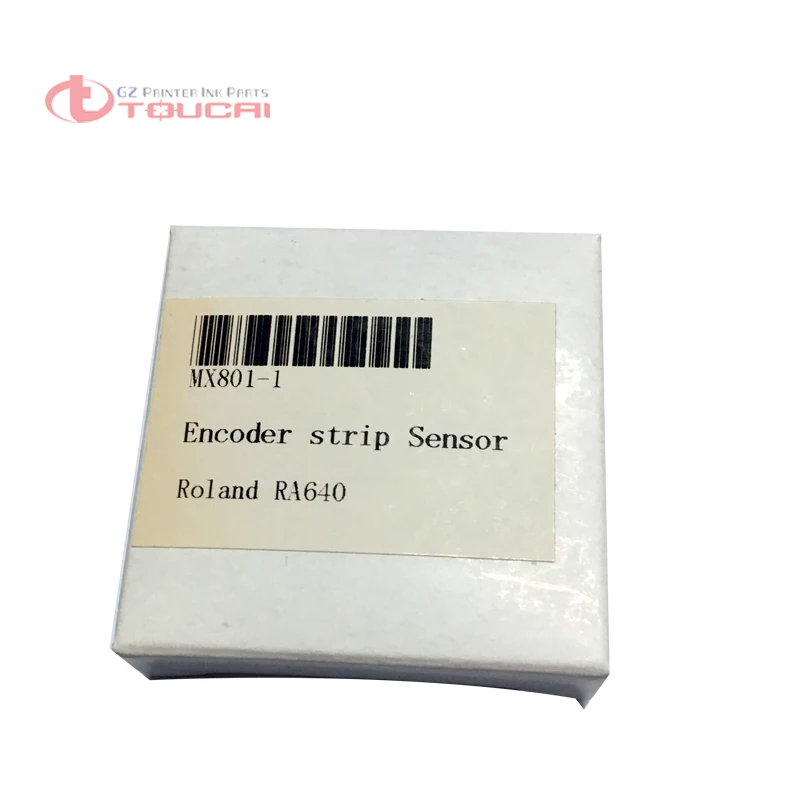 GZ Printer Ink Parts
TOUCAI
MX801-1
Encoder strip Sensor
Roland RA640